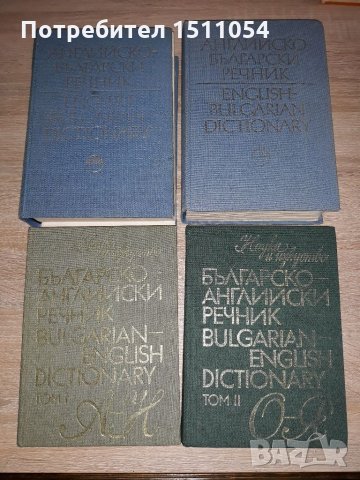 Потребител 1511054
АНГЛИЙСКО
БЪЛГАРСКИ
РЕЧНИК
АНГЛИЙСКО
БЪЛГАРСКИ
РЕЧНИК
ENGLISH-
BULGARIAN
DICTIONARY
БЪЛГАРСКО-
АНГЛИЙСКИ
РЕЧНИК
BULGARIAN-
ENGLISH
DICTIONARY
ТОМ I
А-Н
Наука
и изкуство
БЪЛГАРСКО-
АНГЛИЙСКИ
РЕЧНИК
BULGARIAN
ENGLISH
DICTIONARY
ТОМ II
О-Я
bazar